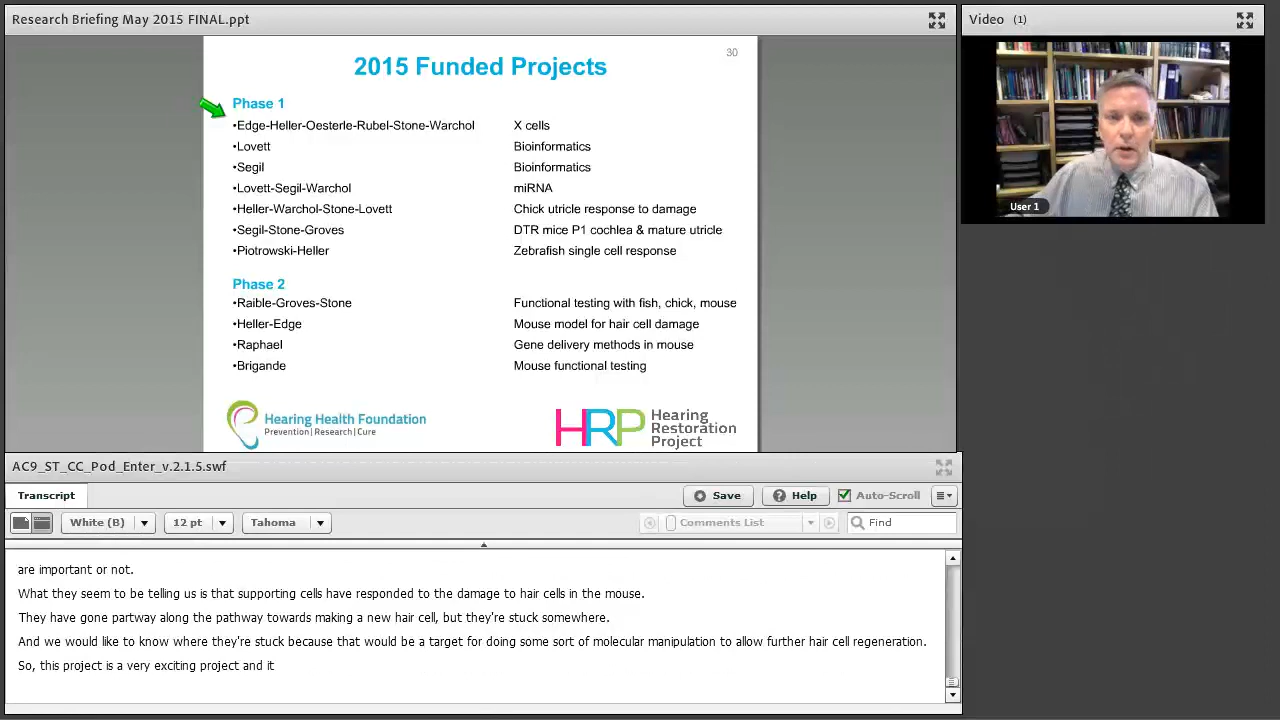 Research Briefing May 2015 FINAL.ppt
Video (1)
30
2015 Funded Projects
Phase 1
•Edge-Heller-Oesterle-Rubel-Stone-Warchol X cells
•Lovett Bioinformatics
•Segil Bioinformatics
•Lovett-Segil-Warchol miRNA
•Heller-Warchol-Stone-Lovett Chick utricle response to damage
•Segil-Stone-Groves DTR mice P1 cochlea & mature utricle
•Piotrowski-Heller Zebrafish single cell response
Phase 2
•Raible-Groves-Stone Functional testing with fish, chick, mouse
•Heller-Edge Mouse model for hair cell damage
•Raphael Gene delivery methods in mouse
•Brigande Mouse functional testing
Hearing Health Foundation
Prevention|Research|Cure
HRP Hearing
Restoration
Project
User 1
AC9_ST_CC_Pod_Enter_v.2.1.5.swf
Transcript Save Help Auto-Scroll
White (B) 12 pt Tahoma Comments List Find
are important or not.
What they seem to be telling us is that supporting cells have responded to the damage to hair cells in the mouse.
They have gone partway along the pathway towards making a new hair cell, but they're stuck somewhere.
And we would like to know where they're stuck because that would be a target for doing some sort of molecular manipulation to allow further hair cell regeneration.
So, this project is a very exciting project and it